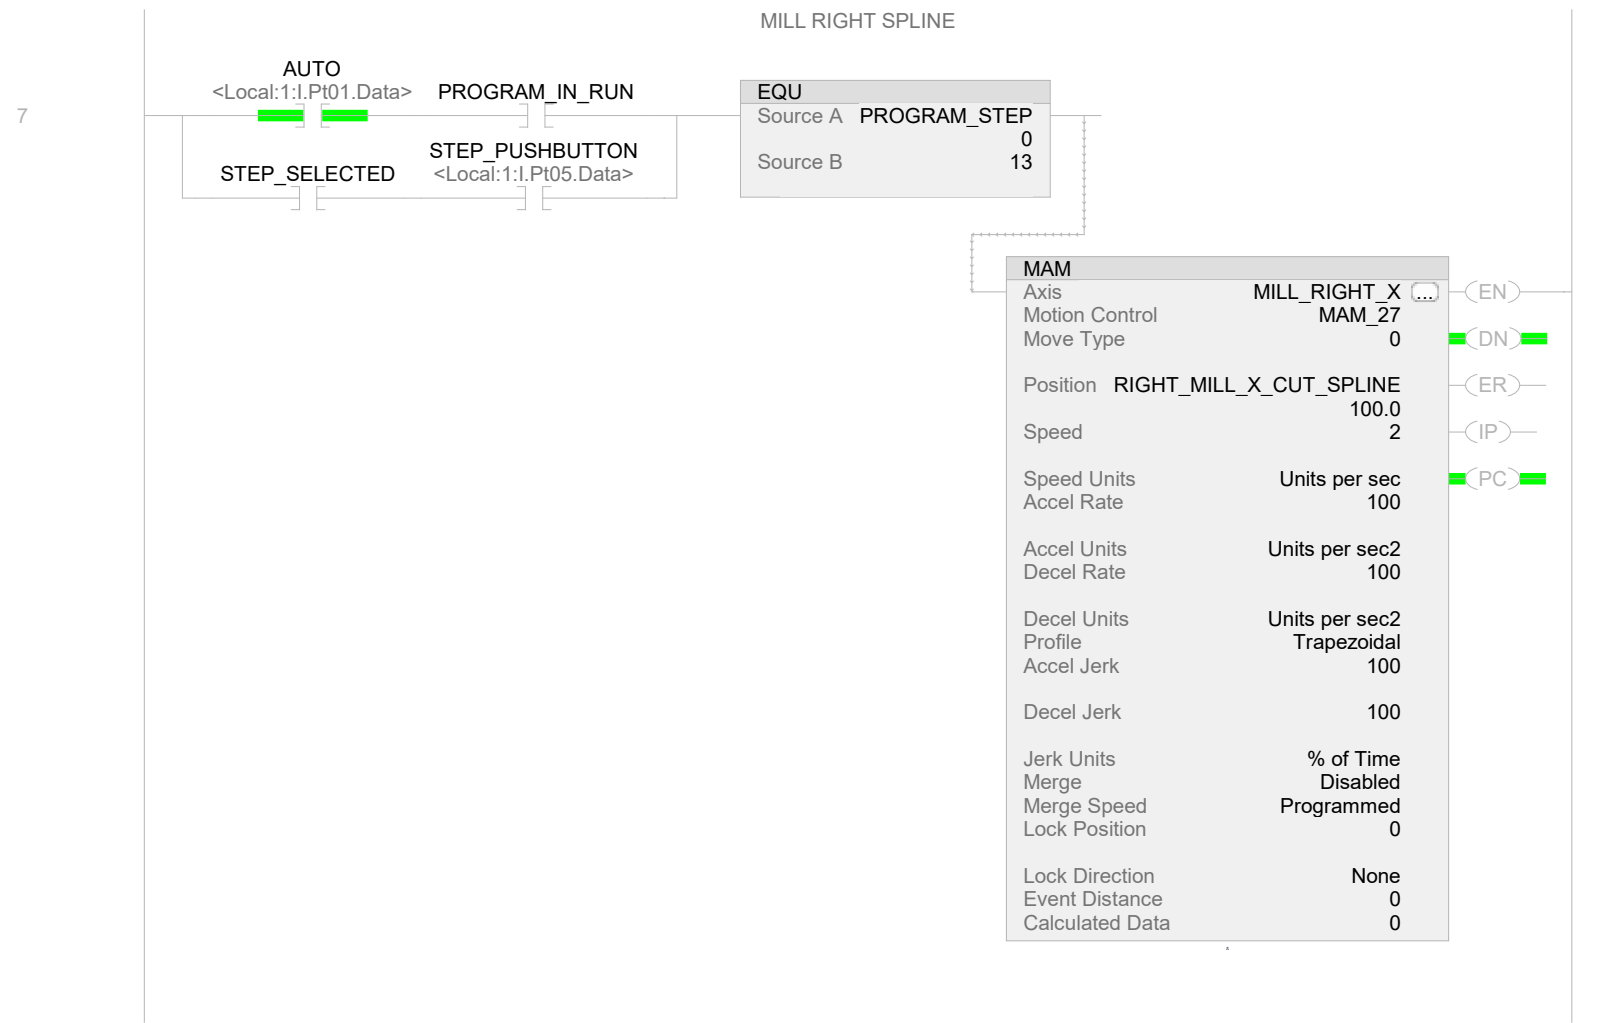 MILL RIGHT SPLINE
AUTO
<Local:1:I.Pt01.Data> PROGRAM_IN_RUN
7
STEP_PUSHBUTTON
STEP_SELECTED <Local:1:I.Pt05.Data>
EQU
Source A PROGRAM_STEP
0
Source B 13
MAM
Axis MILL_RIGHT_X ... EN
Motion Control MAM_27
Move Type 0 DN
Position RIGHT_MILL_X_CUT_SPLINE ER
100.0
Speed 2 IP
Speed Units Units per sec PC
Accel Rate 100
Accel Units Units per sec2
Decel Rate 100
Decel Units Units per sec2
Profile Trapezoidal
Accel Jerk 100
Decel Jerk 100
Jerk Units % of Time
Merge Disabled
Merge Speed Programmed
Lock Position 0
Lock Direction None
Event Distance 0
Calculated Data 0